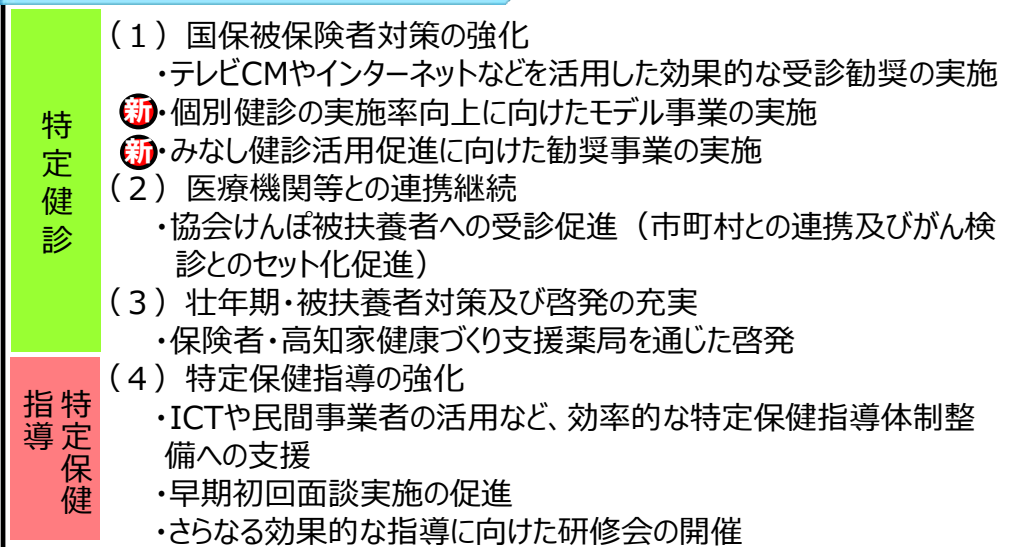 特定健診
（１）国保被保険者対策の強化
・テレビCMやインターネットなどを活用した効果的な受診勧奨の実施
新・個別健診の実施率向上に向けたモデル事業の実施
新・みなし健診活用促進に向けた勧奨事業の実施
（２）医療機関等との連携継続
・協会けんぽ被扶養者への受診促進（市町村との連携及びがん検
診とのセット化促進）
（３）壮年期・被扶養者対策及び啓発の充実
・保険者・高知家健康づくり支援薬局を通じた啓発
特定保健
指導
（４）特定保健指導の強化
・ICTや民間事業者の活用など、効率的な特定保健指導体制整
備への支援
・早期初回面談実施の促進
・さらなる効果的な指導に向けた研修会の開催